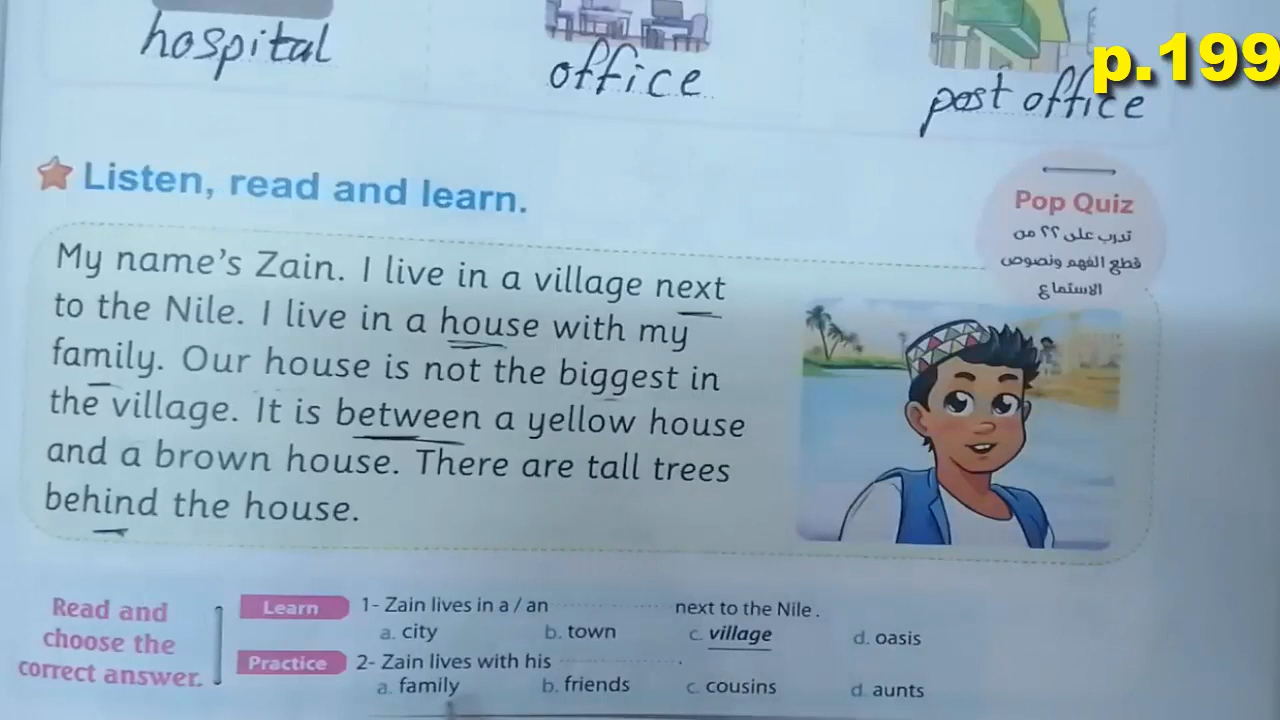 hospital office post office
p.199
Listen, read and learn.
Pop Quiz
تدرب على ٢٢ من
قطع الفهم ونصوص
الاستماع
My name's Zain. I live in a village next
to the Nile. I live in a house with my
family. Our house is not the biggest in
the village. It is between a yellow house
and a brown house. There are tall trees
behind the house.
Read and
choose the
correct answer.
Learn 1- Zain lives in a / an ............ next to the Nile .
a. city b. town c. village d. oasis
Practice 2- Zain lives with his ............ .
a. family b. friends c. cousins d. aunts